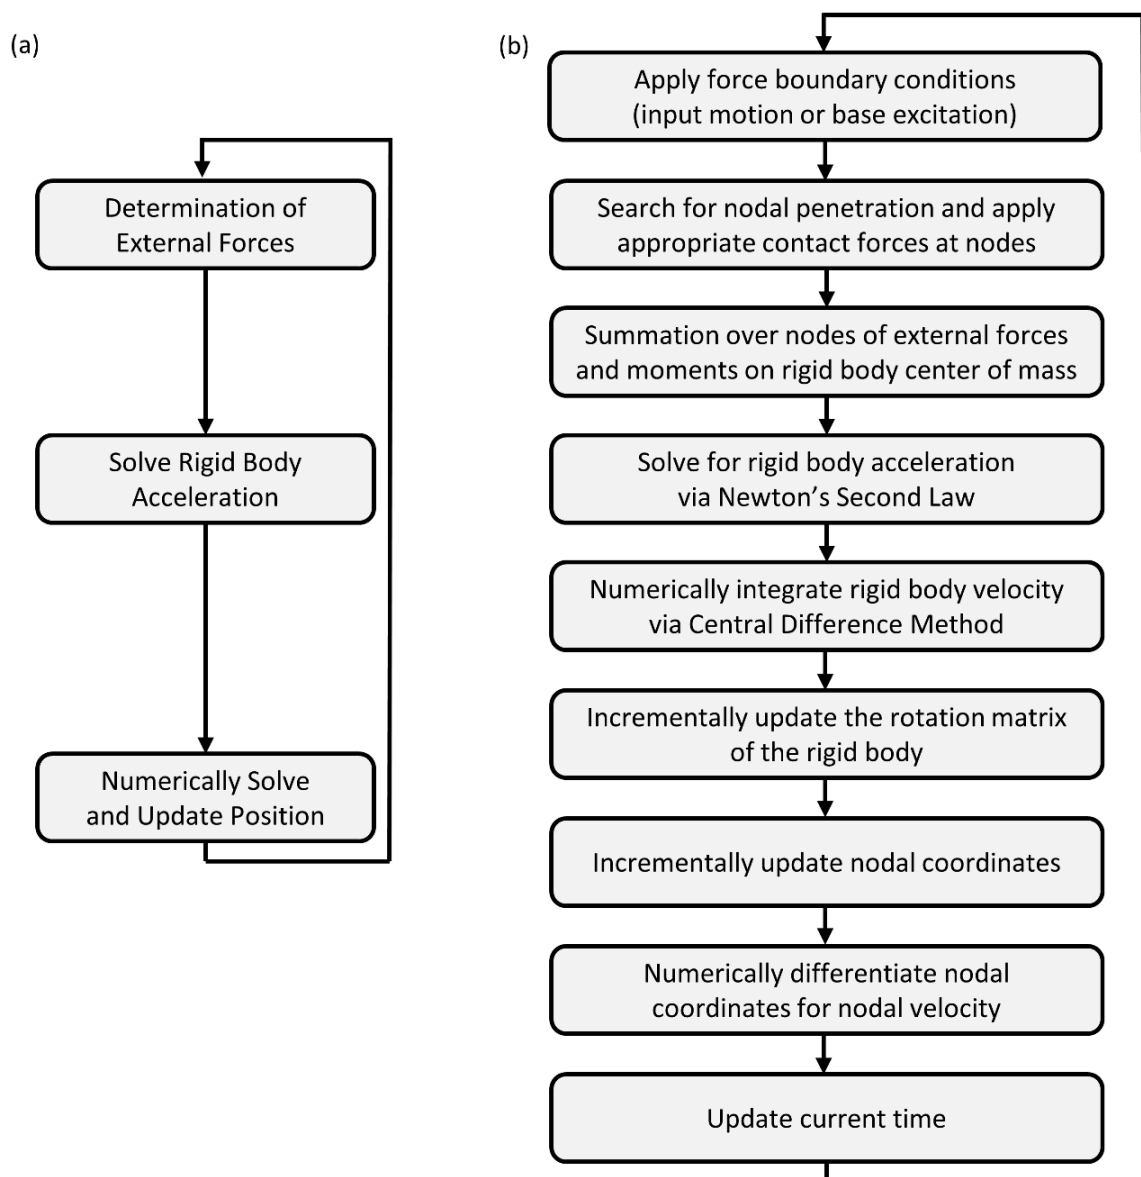 (a)
Determination of
External Forces
Solve Rigid Body
Acceleration
Numerically Solve
and Update Position
(b)
Apply force boundary conditions
(input motion or base excitation)
Search for nodal penetration and apply
appropriate contact forces at nodes
Summation over nodes of external forces
and moments on rigid body center of mass
Solve for rigid body acceleration
via Newton’s Second Law
Numerically integrate rigid body velocity
via Central Difference Method
Incrementally update the rotation matrix
of the rigid body
Incrementally update nodal coordinates
Numerically differentiate nodal
coordinates for nodal velocity
Update current time